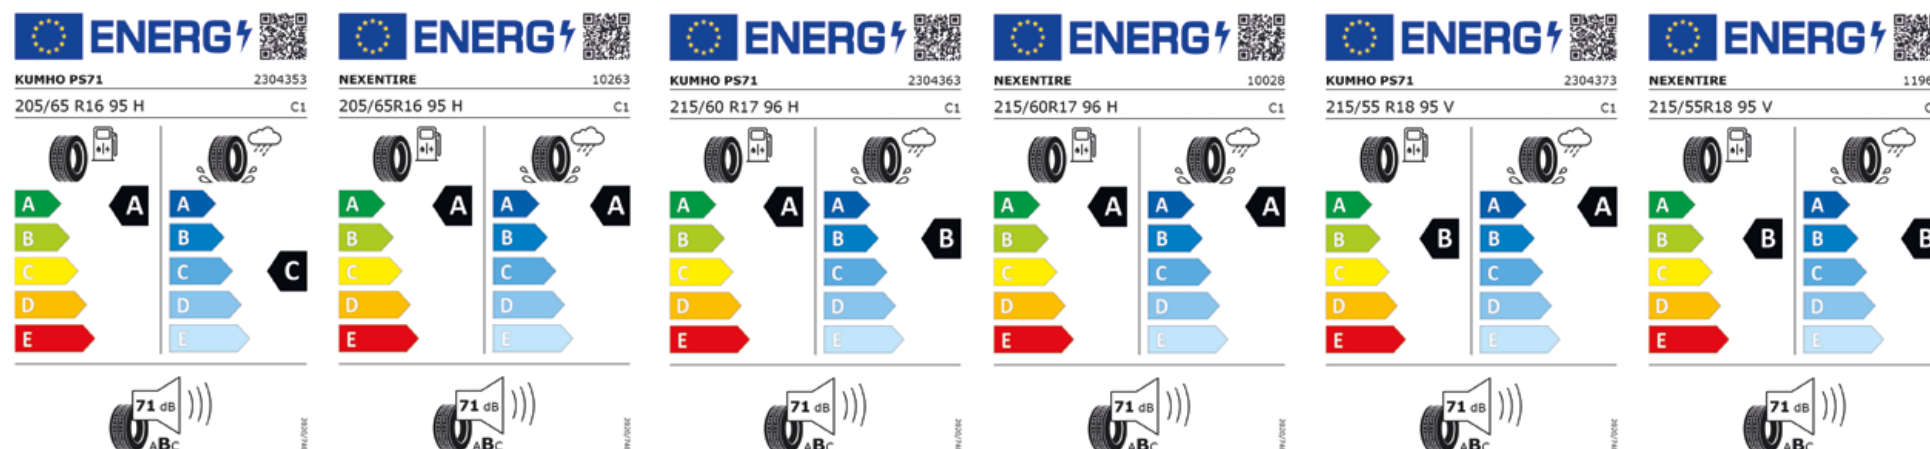 ENERG
KUMHO PS71 2304353
205/65 R16 95 H C1
A A A
B B
C C C
D D
E E
71 dB
ABC
ENERG
NEXENTIRE 10263
205/65R16 95 H C1
A A A A
B B
C C
D D
E E
71 dB
ABC
ENERG
KUMHO PS71 2304363
215/60 R17 96 H C1
A A A
B B B
C C
D D
E E
71 dB
ABC
ENERG
NEXENTIRE 10028
215/60R17 96 H C1
A A A A
B B
C C
D D
E E
71 dB
ABC
ENERG
KUMHO PS71 2304373
215/55 R18 95 V C1
A A A
B B B
C C
D D
E E
71 dB
ABC
ENERG
NEXENTIRE 1196
215/55R18 95 V
A A
B B B B
C C
D D
E E
71 dB
ABC